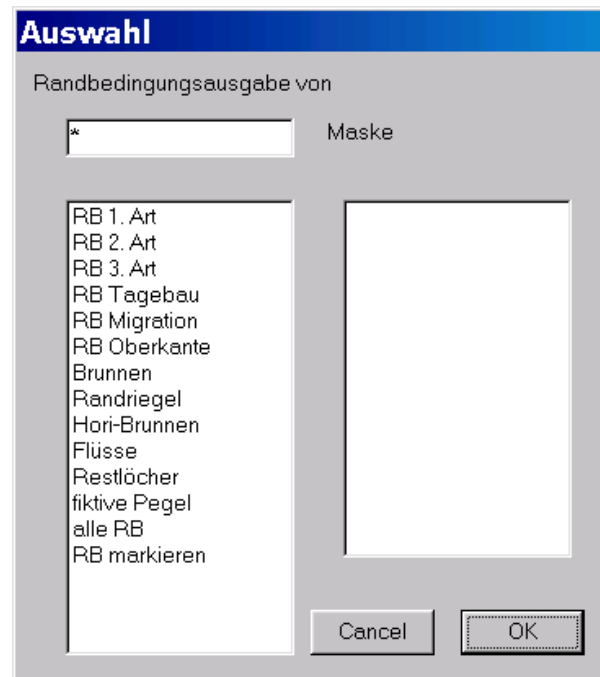 Auswahl
Randbedingungsausgabe von
* Maske
RB 1. Art
RB 2. Art
RB 3. Art
RB Tagebau
RB Migration
RB Oberkante
Brunnen
Randriegel
Hori-Brunnen
Flüsse
Restlöcher
fiktive Pegel
alle RB
RB markieren
Cancel OK